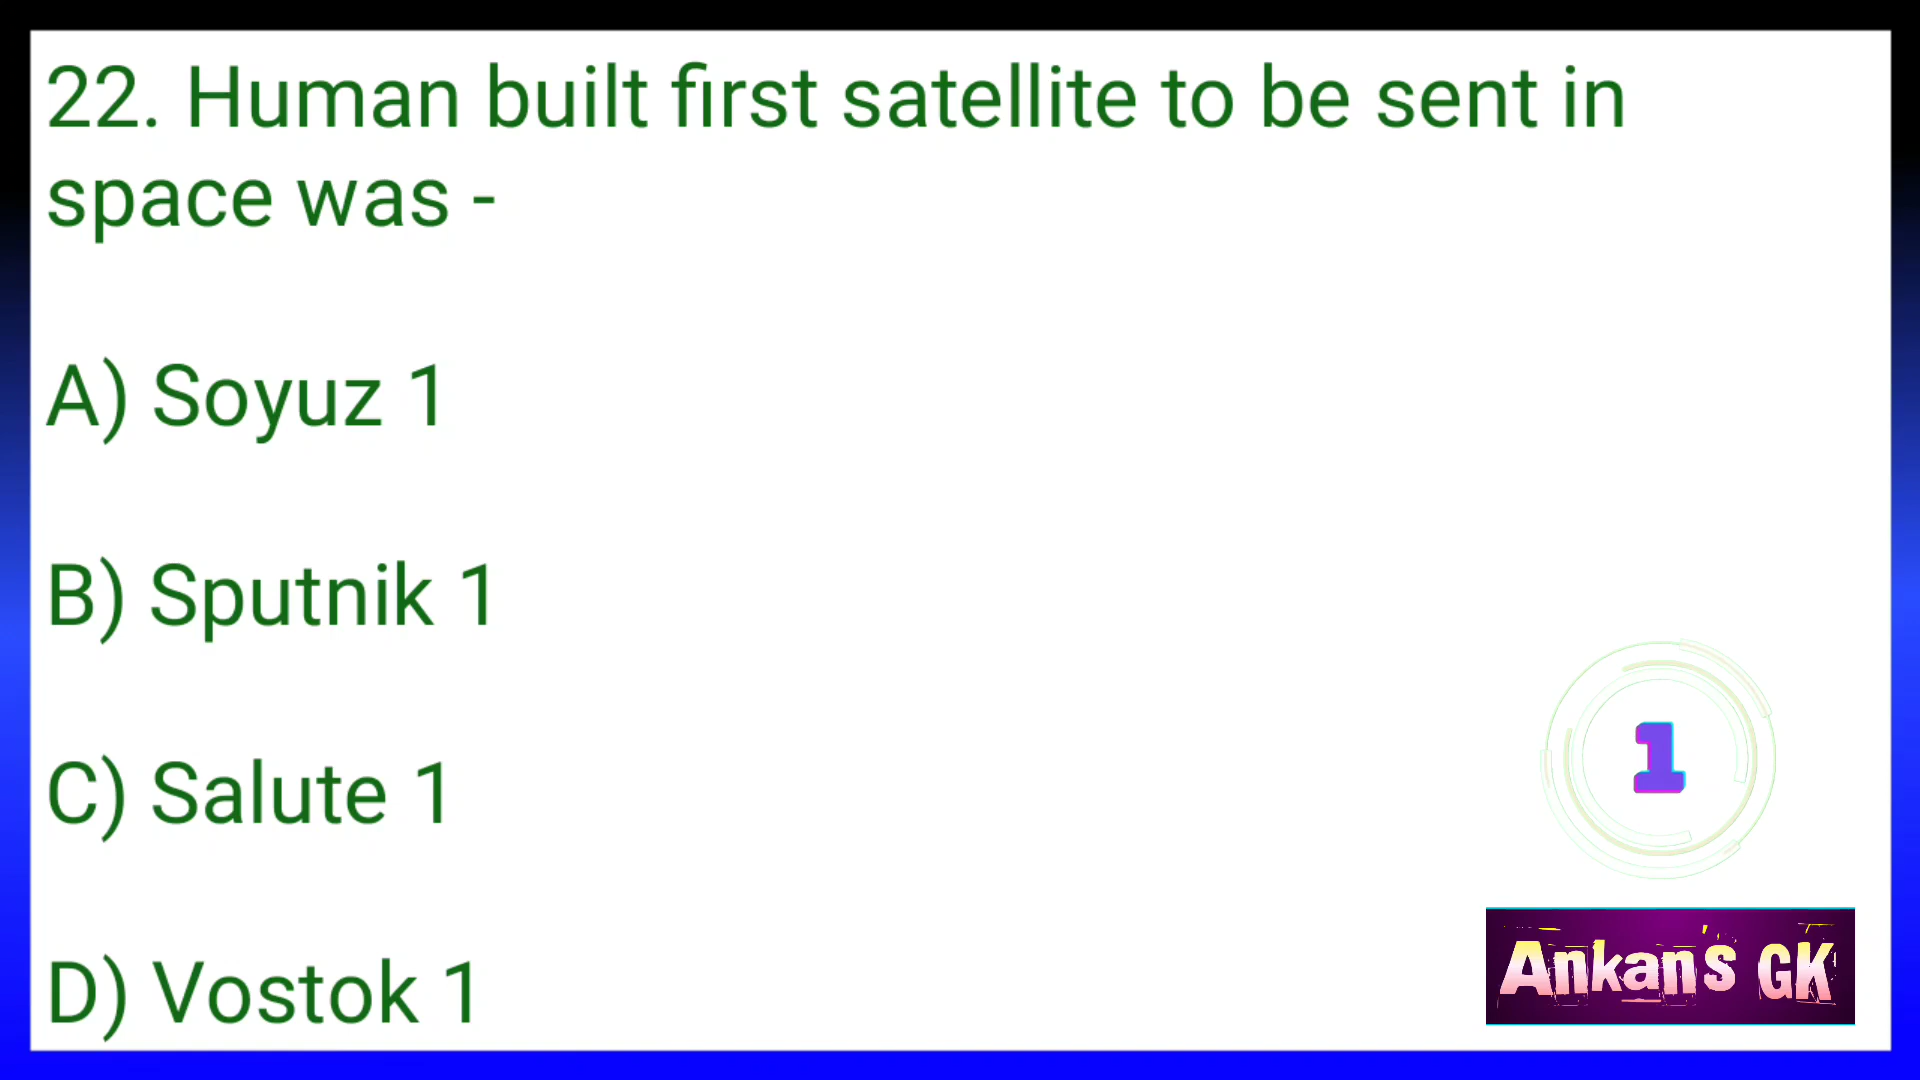 22. Human built first satellite to be sent in
space was -
A) Soyuz 1
B) Sputnik 1
C) Salute 1
D) Vostok 1
1
Ankan's GK